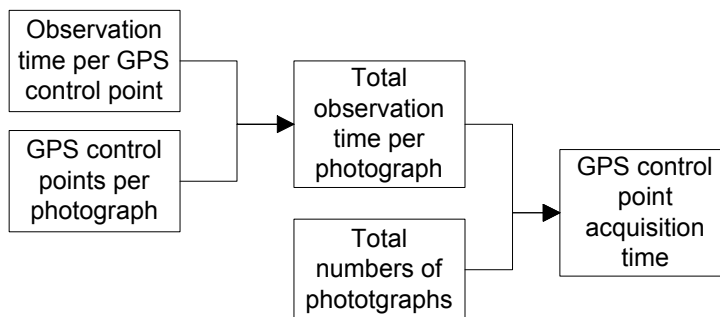 Observation
time per GPS
control point
GPS control
points per
photograph
Total
observation
time per
photograph
Total
numbers of
phototgraphs
GPS control
point
acquisition
time